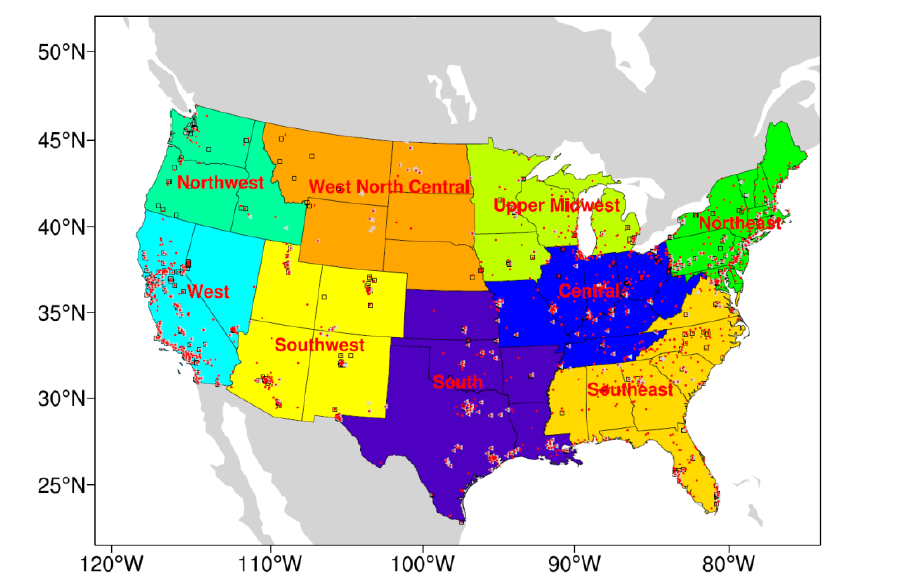 50°N
45°N
Northwest
West North Central
Upper Midwest
40°N
Northeast
West
Central
35°N
Southwest
South
Southeast
30°N
25°N
120°W 110°W 100°W 90°W 80°W